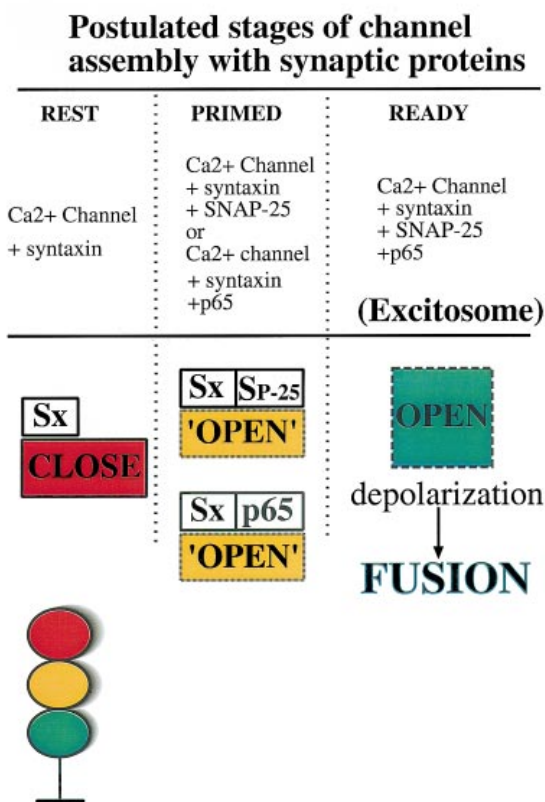 Postulated stages of channel
assembly with synaptic proteins
REST
PRIMED
READY
Ca2+ Channel
+ syntaxin
Ca2+ Channel
+ syntaxin
+ SNAP-25
or
Ca2+ channel
+ syntaxin
+p65
Ca2+ Channel
+ syntaxin
+ SNAP-25
+p65
(Excitosome)
Sx
CLOSE
Sx SP-25
'OPEN'
Sx p65
'OPEN'
OPEN
depolarization
FUSION